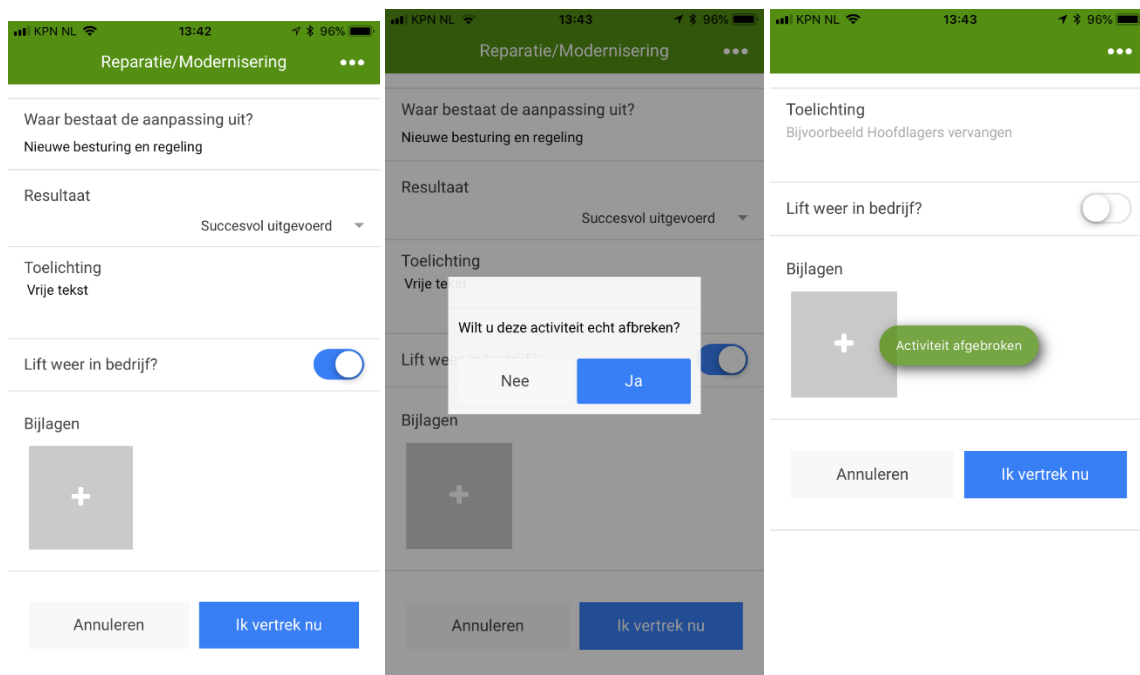 KPN NL 13:42 96%
Reparatie/Modernisering
Waar bestaat de aanpassing uit?
Nieuwe besturing en regeling
Resultaat
Succesvol uitgevoerd
Toelichting
Vrije tekst
Lift weer in bedrijf?
Bijlagen
Annuleren Ik vertrek nu
KPN NL 13:43 96%
Reparatie/Modernisering
Waar bestaat de aanpassing uit?
Nieuwe besturing en regeling
Resultaat
Succesvol uitgevoerd
Toelichting
Vrije tekst
Wilt u deze activiteit echt afbreken?
Lift weer in bedrijf?
Nee Ja
Bijlagen
Annuleren Ik vertrek nu
KPN NL 13:43 96%
Toelichting
Bijvoorbeeld Hoofdlagers vervangen
Lift weer in bedrijf?
Bijlagen
Activiteit afgebroken
Annuleren Ik vertrek nu